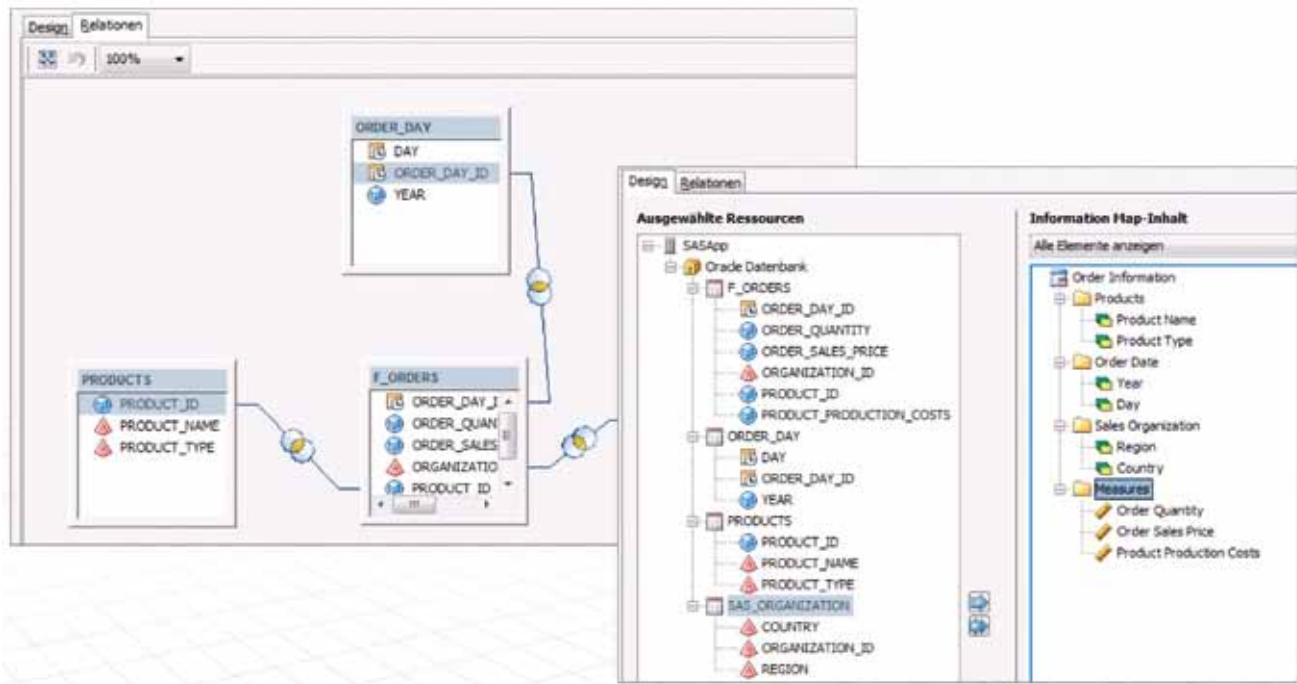 Design Relationen
100%
ORDER_DAY
DAY
ORDER_DAY_ID
YEAR
PRODUCTS
PRODUCT_ID
PRODUCT_NAME
PRODUCT_TYPE
F_ORDERS
ORDER_DAY_I
ORDER_QUAN
ORDER_SALES
ORGANIZATIO
PRODUCT_ID
Design Relationen
Ausgewählte Ressourcen
SASApp
Oracle Datenbank
F_ORDERS
ORDER_DAY_ID
ORDER_QUANTITY
ORDER_SALES_PRICE
ORGANIZATION_ID
PRODUCT_ID
PRODUCT_PRODUCTION_COSTS
ORDER_DAY
DAY
ORDER_DAY_ID
YEAR
PRODUCTS
PRODUCT_ID
PRODUCT_NAME
PRODUCT_TYPE
SAS_ORGANIZATION
COUNTRY
ORGANIZATION_ID
REGION
Information Map-Inhalt
Alle Elemente anzeigen
Order Information
Products
Product Name
Product Type
Order Date
Year
Day
Sales Organization
Region
Country
Measures
Order Quantity
Order Sales Price
Product Production Costs